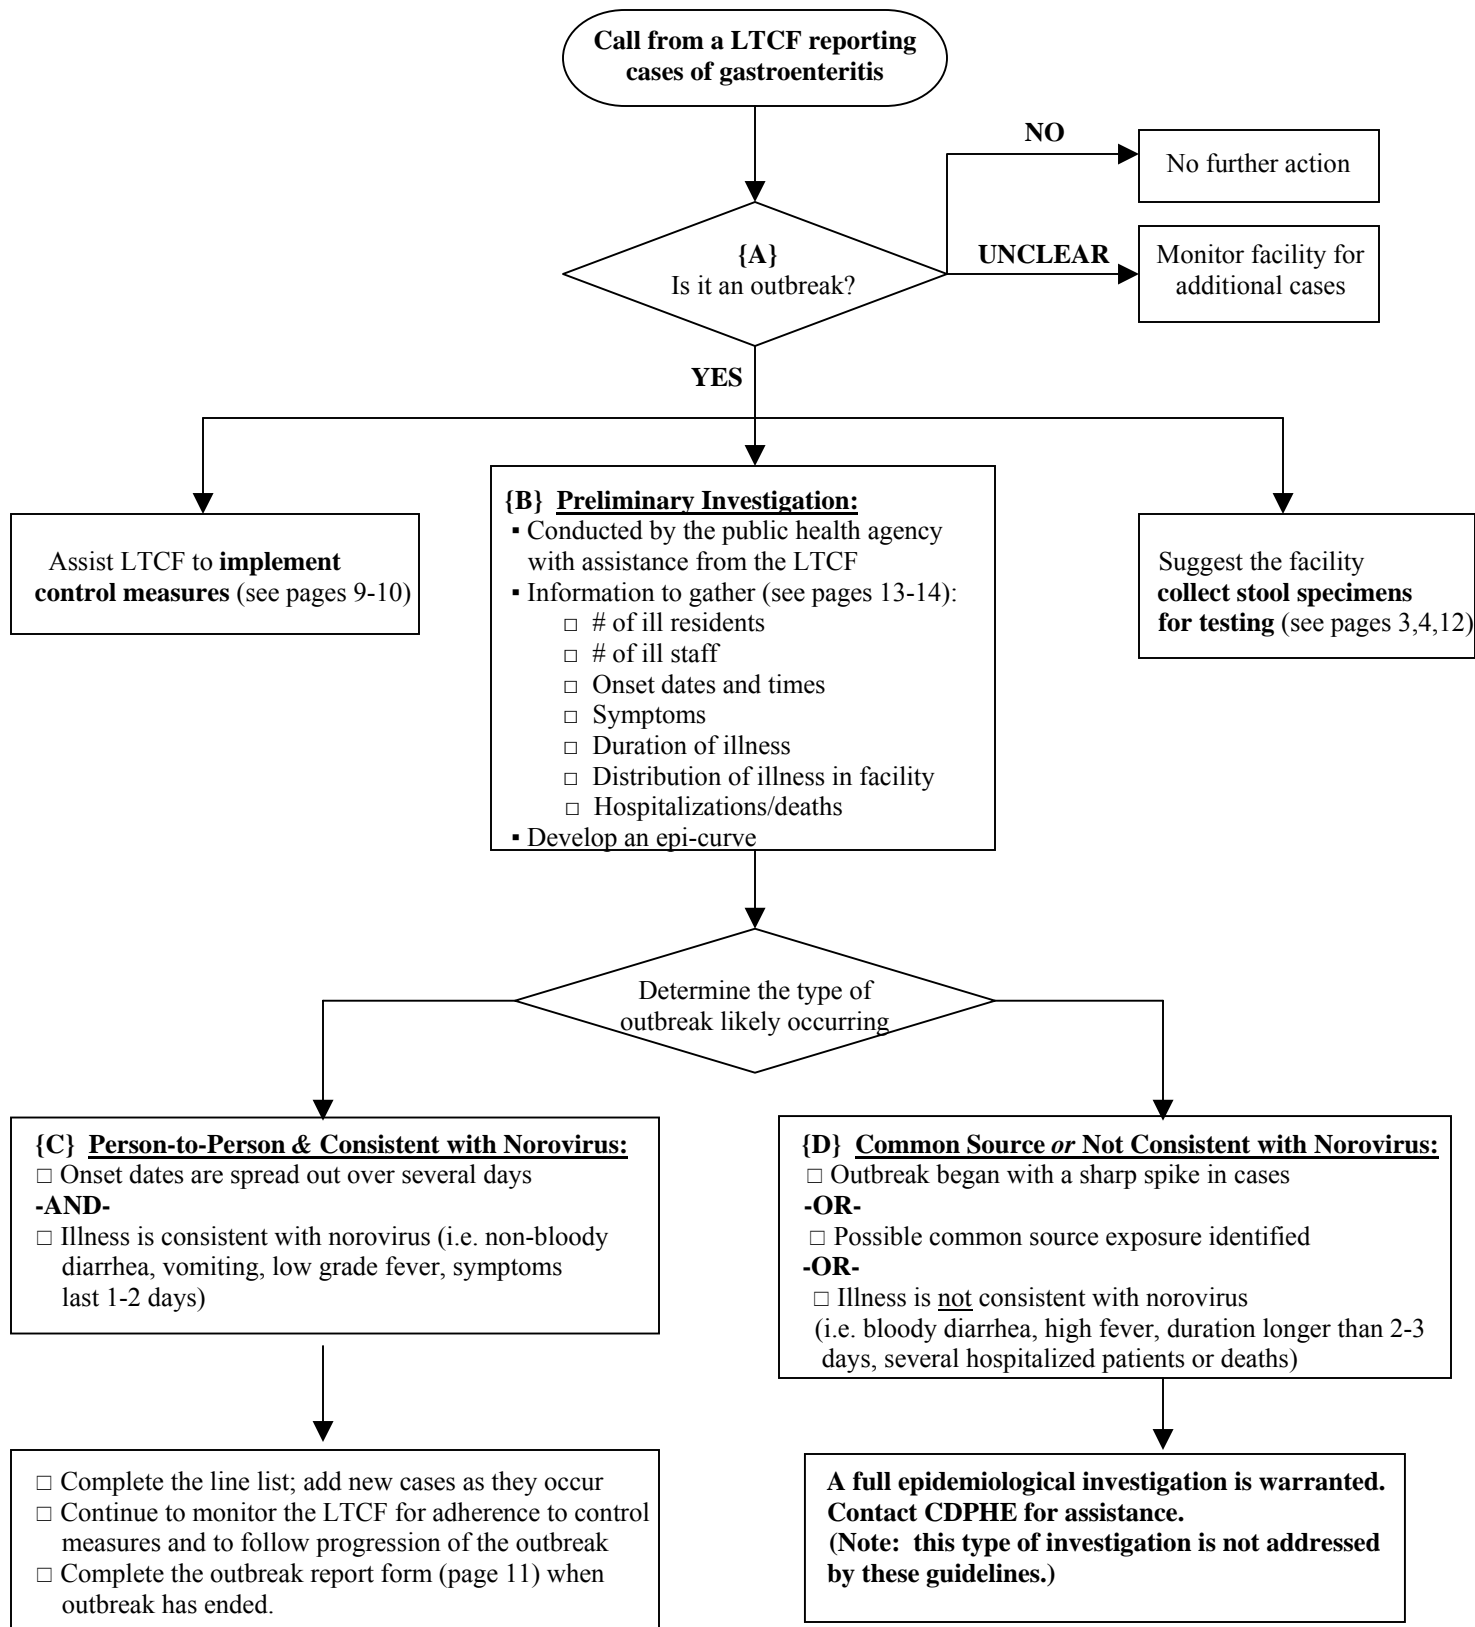 Call from a LTCF reporting
cases of gastroenteritis
NO
No further action
{A}
Is it an outbreak?
UNCLEAR
Monitor facility for
additional cases
YES
Assist LTCF to implement
control measures (see pages 9-10)
{B} Preliminary Investigation:
▪ Conducted by the public health agency
with assistance from the LTCF
▪ Information to gather (see pages 13-14):
□ # of ill residents
□ # of ill staff
□ Onset dates and times
□ Symptoms
□ Duration of illness
□ Distribution of illness in facility
□ Hospitalizations/deaths
▪ Develop an epi-curve
Suggest the facility
collect stool specimens
for testing (see pages 3,4,12)
Determine the type of
outbreak likely occurring
{C} Person-to-Person & Consistent with Norovirus:
□ Onset dates are spread out over several days
-AND-
□ Illness is consistent with norovirus (i.e. non-bloody
diarrhea, vomiting, low grade fever, symptoms
last 1-2 days)
{D} Common Source or Not Consistent with Norovirus:
□ Outbreak began with a sharp spike in cases
-OR-
□ Possible common source exposure identified
-OR-
□ Illness is not consistent with norovirus
(i.e. bloody diarrhea, high fever, duration longer than 2-3
days, several hospitalized patients or deaths)
□ Complete the line list; add new cases as they occur
□ Continue to monitor the LTCF for adherence to control
measures and to follow progression of the outbreak
□ Complete the outbreak report form (page 11) when
outbreak has ended.
A full epidemiological investigation is warranted.
Contact CDPHE for assistance.
(Note: this type of investigation is not addressed
by these guidelines.)